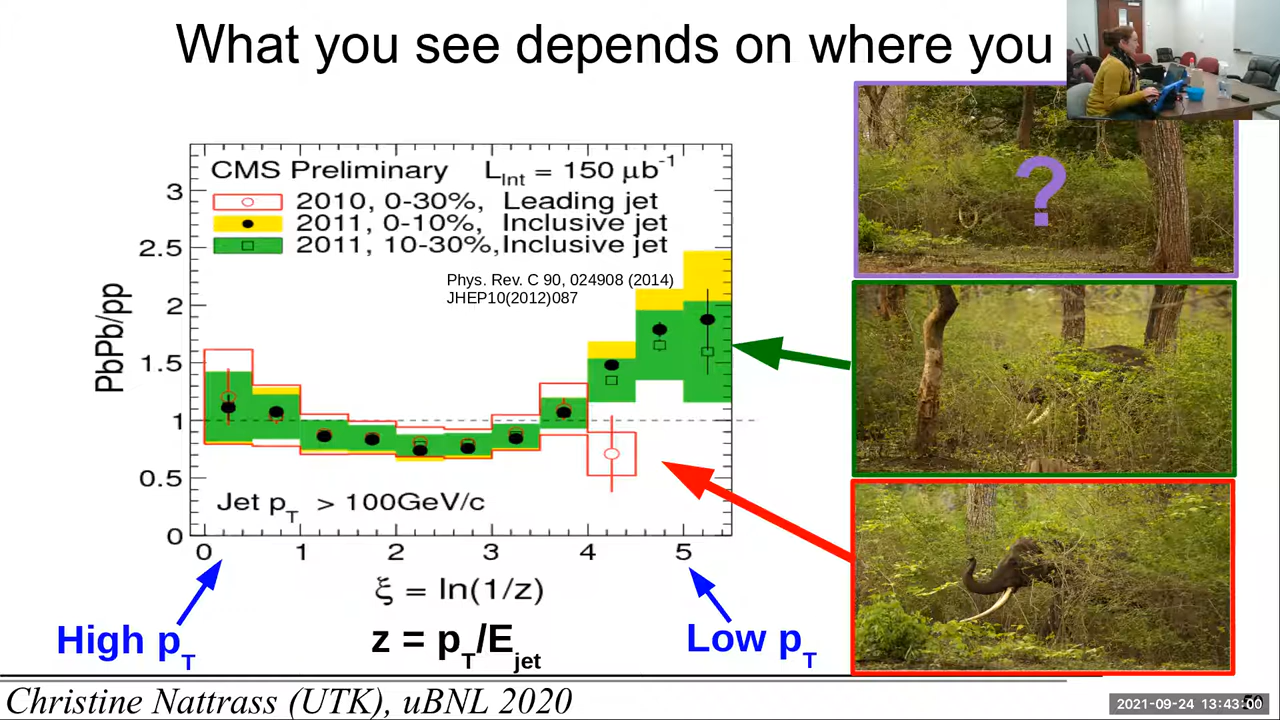 What you see depends on where you
CMS Preliminary L_Int = 150 μb^-1
2010, 0-30%, Leading jet
2011, 0-10%, Inclusive jet
2011, 10-30%, Inclusive jet
Phys. Rev. C 90, 024908 (2014)
JHEP10(2012)087
PbPb/pp
3
2.5
2
1.5
1
0.5
0
Jet p_T > 100GeV/c
0 1 2 3 4 5
ξ = ln(1/z)
High p_T
z = p_T/E_jet
Low p_T
?
Christine Nattrass (UTK), uBNL 2020
2021-09-24 13:43:00